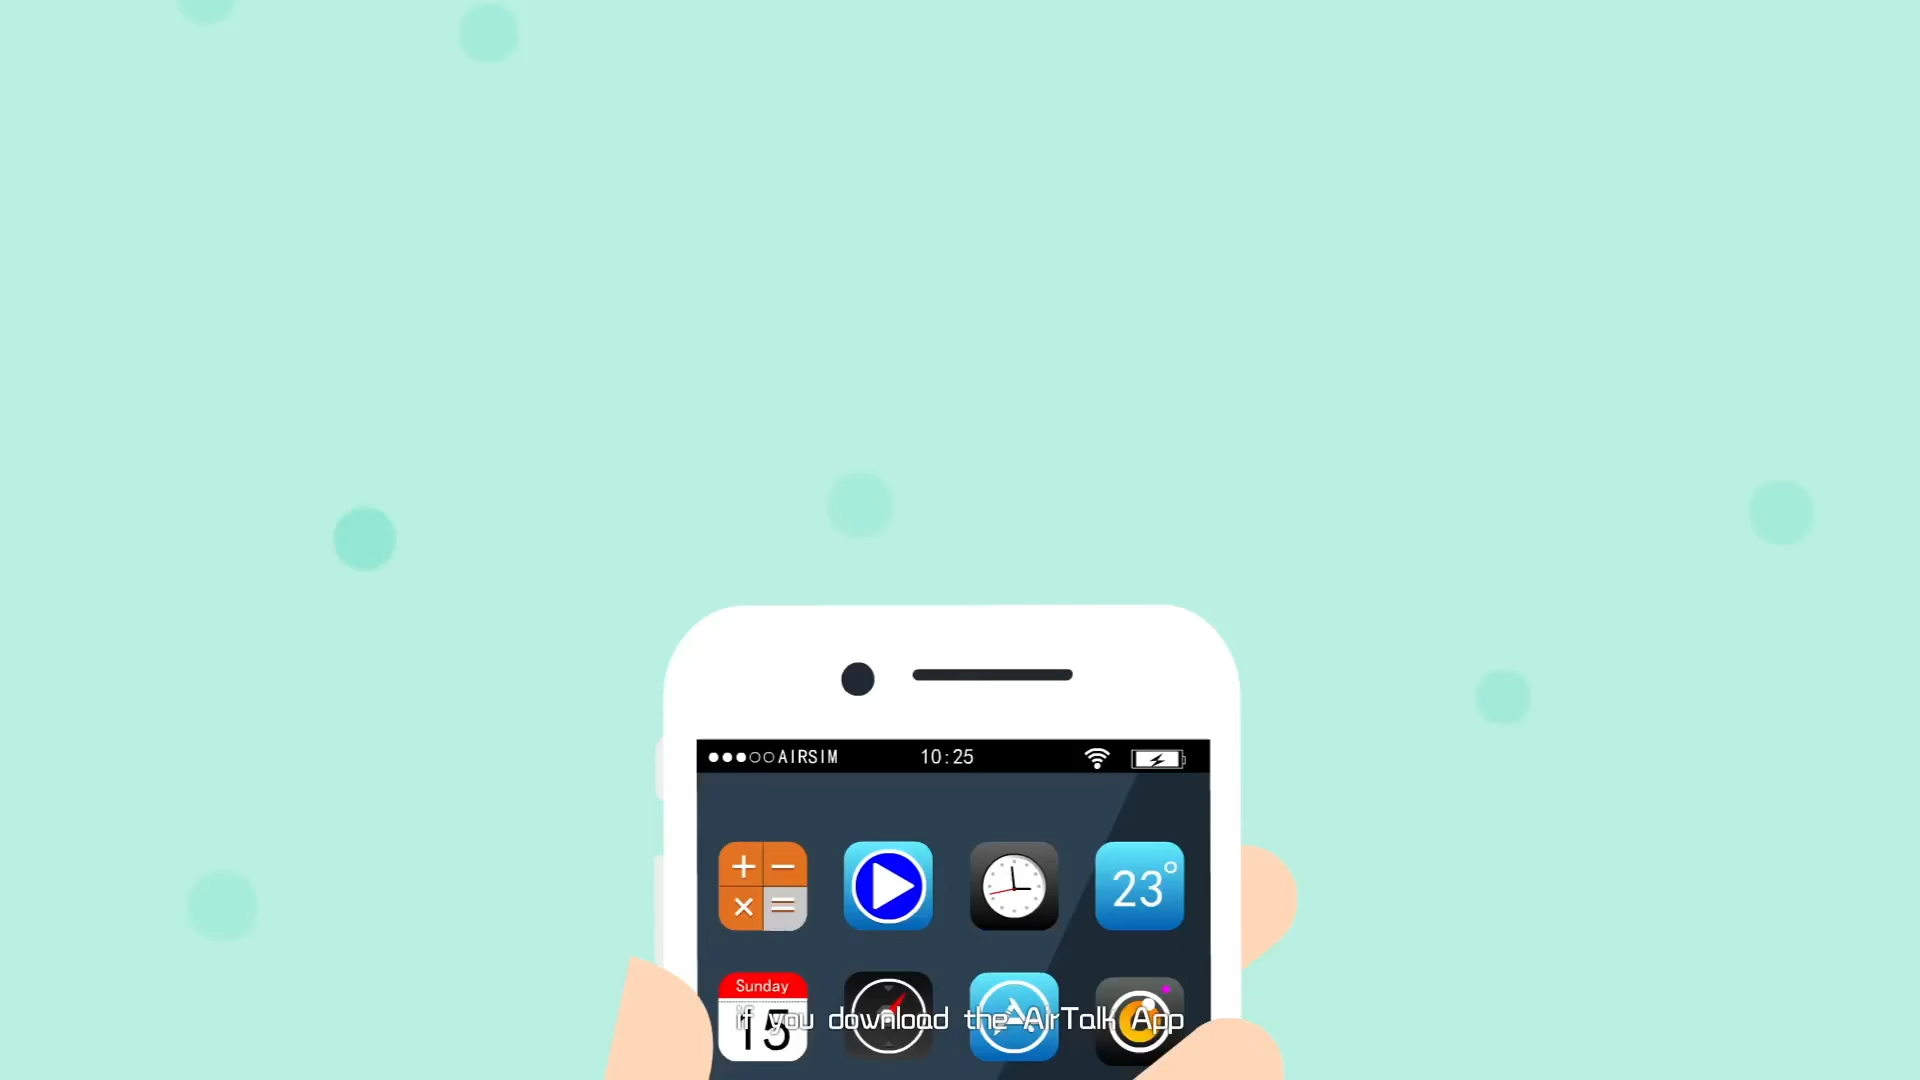 AIRSIM 10:25
+ − 23°
× =
Sunday
15
if you download the AirTalk App